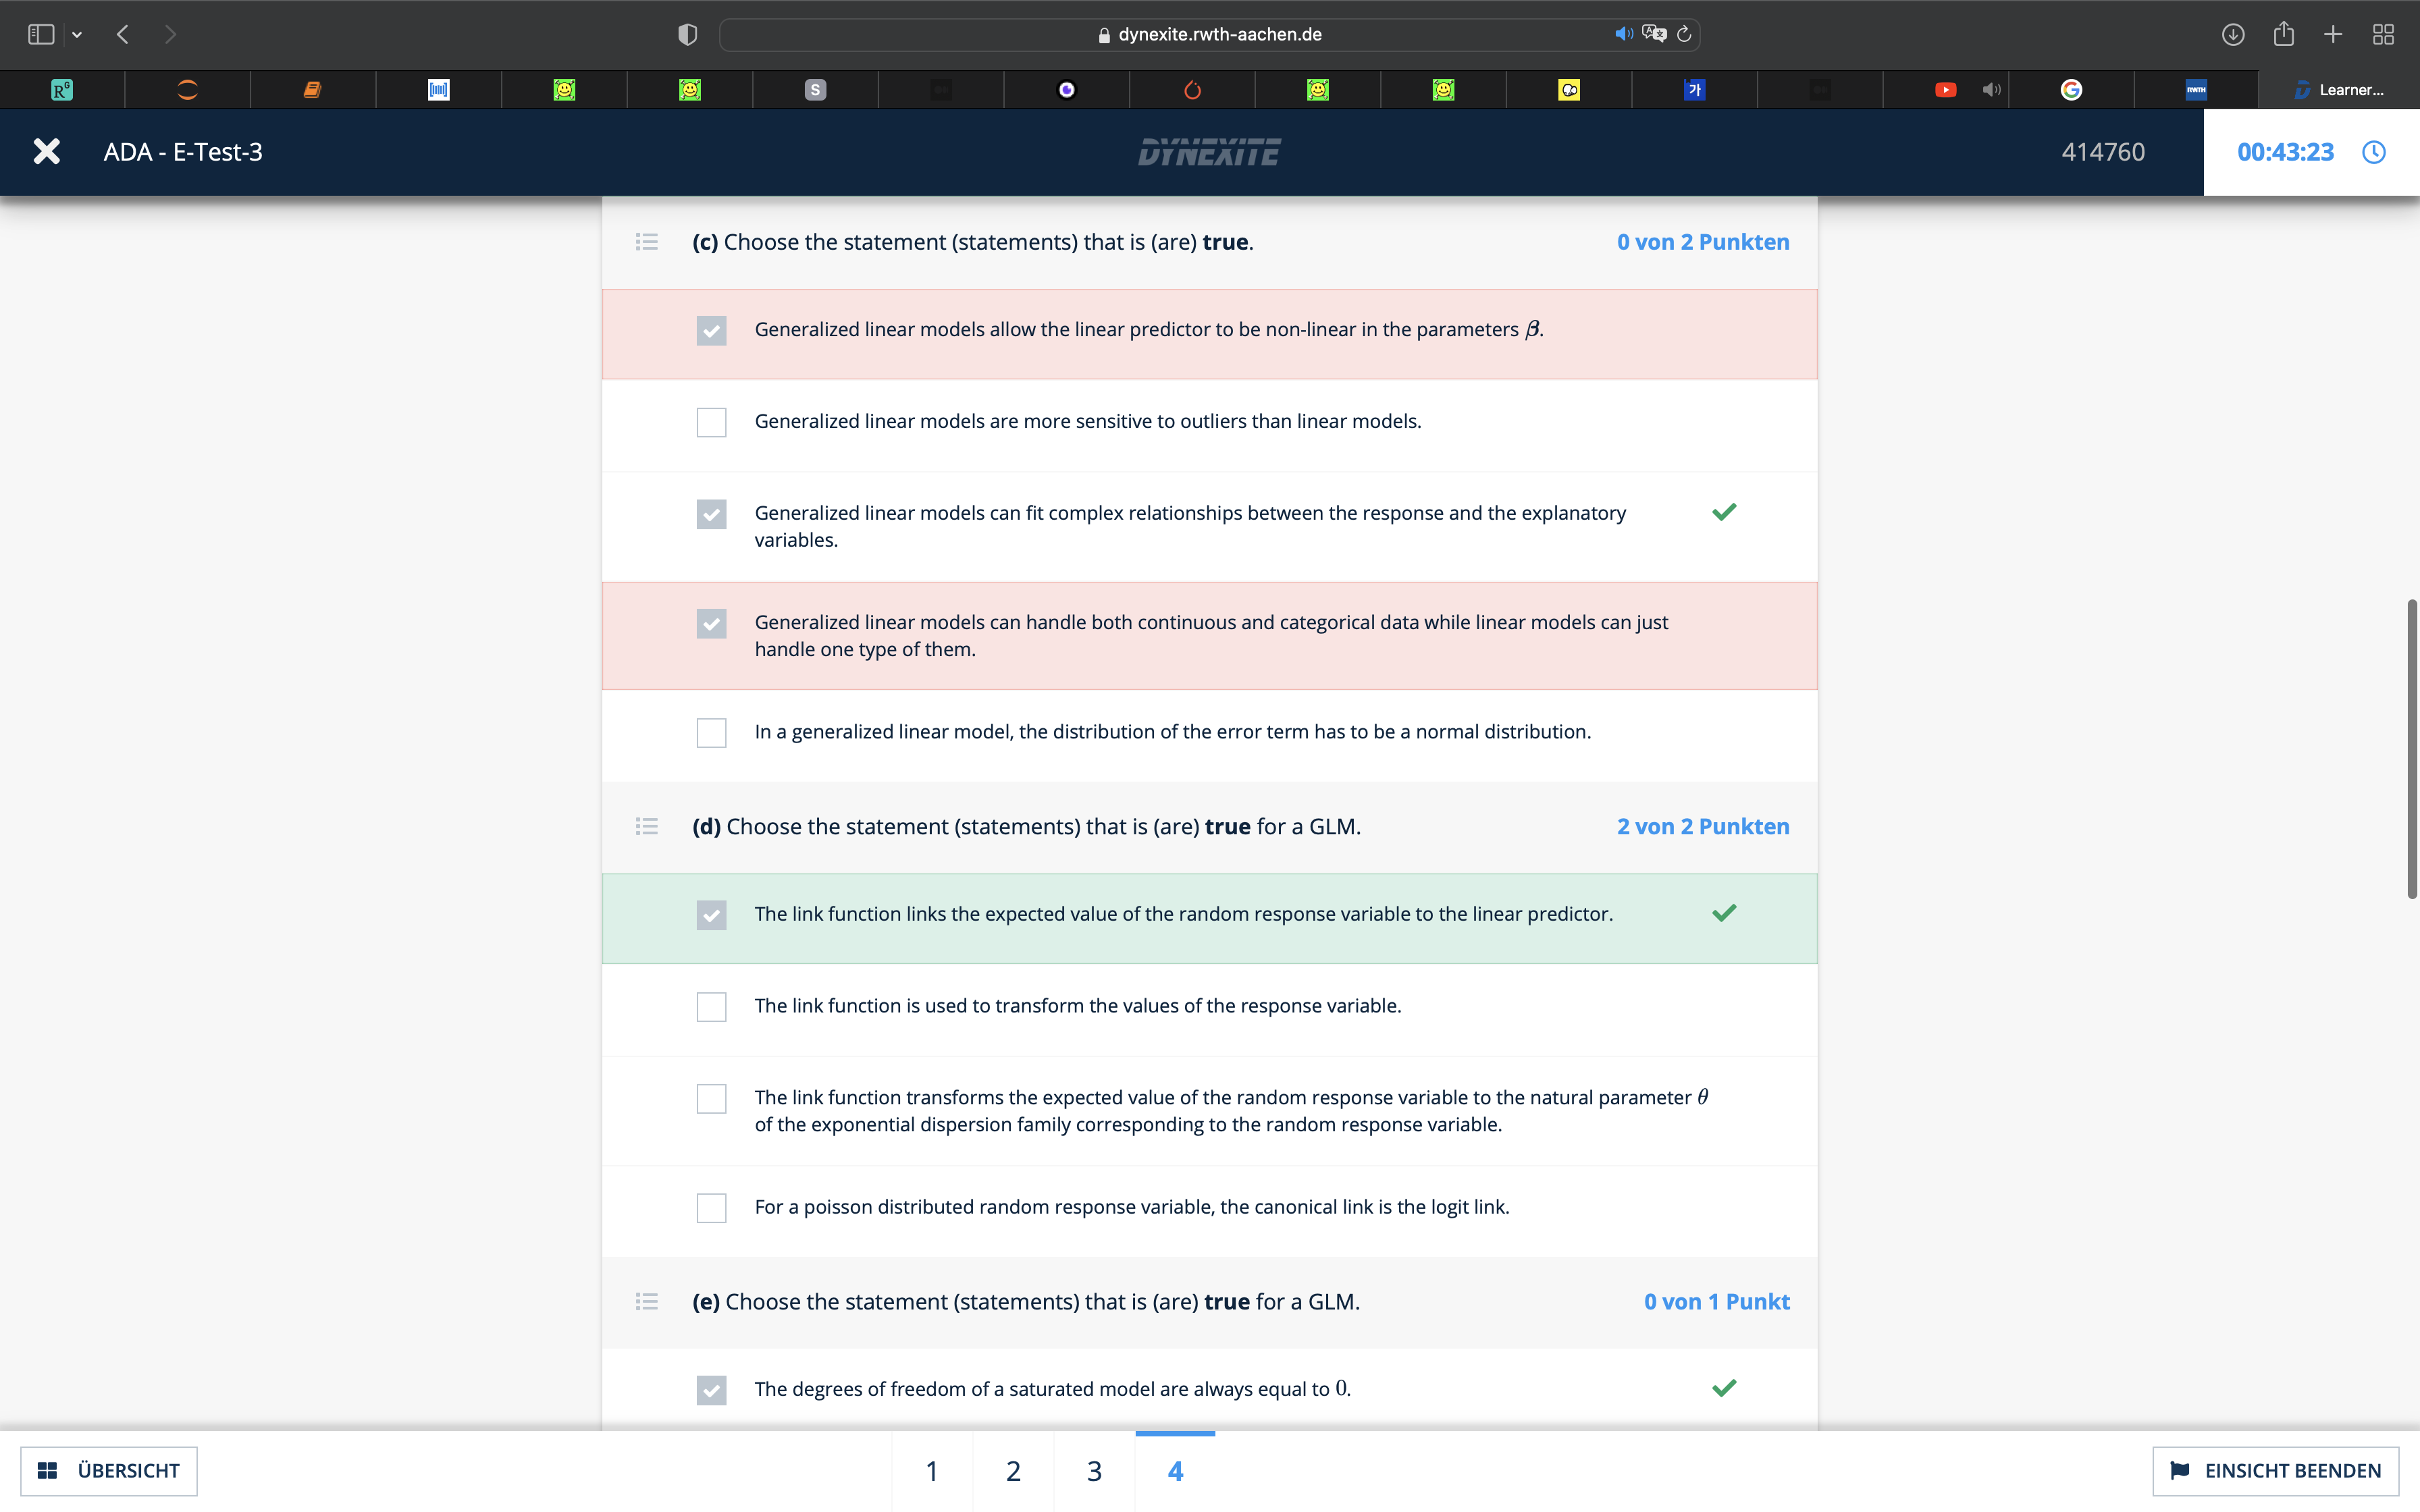 dynexite.rwth-aachen.de
Learner...
ADA - E-Test-3
DYNEXITE
414760
00:43:23
(c) Choose the statement (statements) that is (are) true.
0 von 2 Punkten
Generalized linear models allow the linear predictor to be non-linear in the parameters β.
Generalized linear models are more sensitive to outliers than linear models.
Generalized linear models can fit complex relationships between the response and the explanatory
variables.
Generalized linear models can handle both continuous and categorical data while linear models can just
handle one type of them.
In a generalized linear model, the distribution of the error term has to be a normal distribution.
(d) Choose the statement (statements) that is (are) true for a GLM.
2 von 2 Punkten
The link function links the expected value of the random response variable to the linear predictor.
The link function is used to transform the values of the response variable.
The link function transforms the expected value of the random response variable to the natural parameter θ
of the exponential dispersion family corresponding to the random response variable.
For a poisson distributed random response variable, the canonical link is the logit link.
(e) Choose the statement (statements) that is (are) true for a GLM.
0 von 1 Punkt
The degrees of freedom of a saturated model are always equal to 0.
ÜBERSICHT
1
2
3
4
EINSICHT BEENDEN